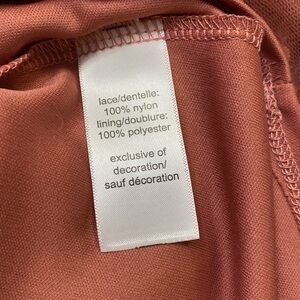 lace/dentelle:
100% nylon
lining/doublure:
100% polyester
exclusive of
decoration/
sauf décoration